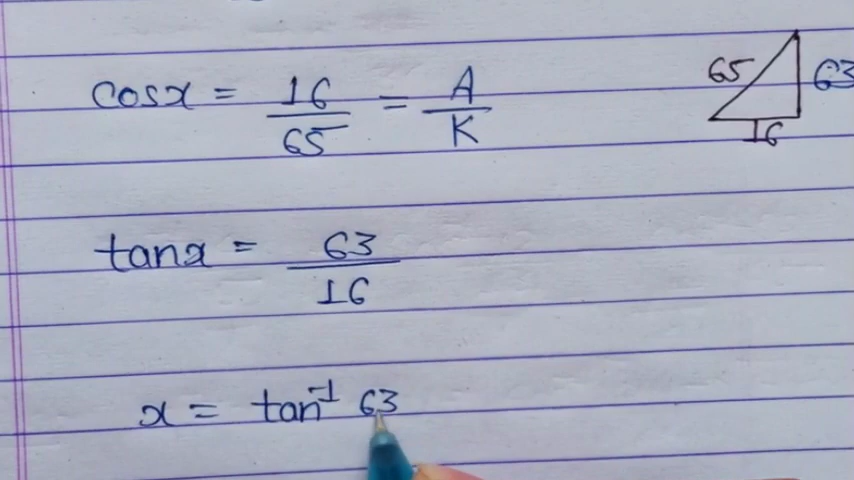 cosx = 16/65 = A/K
65 63
16
tanx = 63/16
x = tan⁻¹ 63